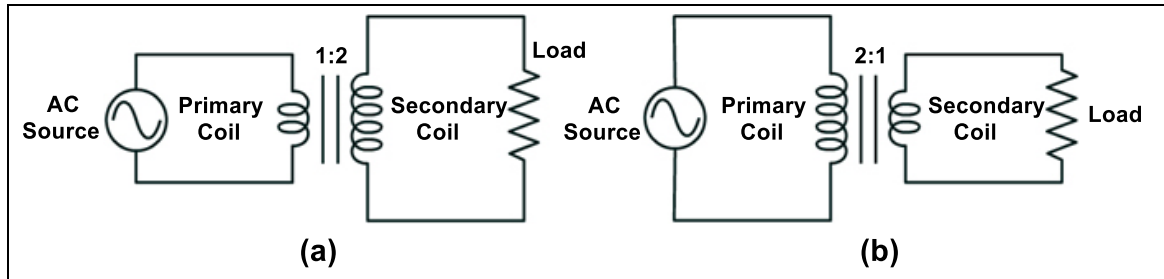 1:2
AC
Source
Primary
Coil
Secondary
Coil
Load
(a)
2:1
AC
Source
Primary
Coil
Secondary
Coil
Load
(b)